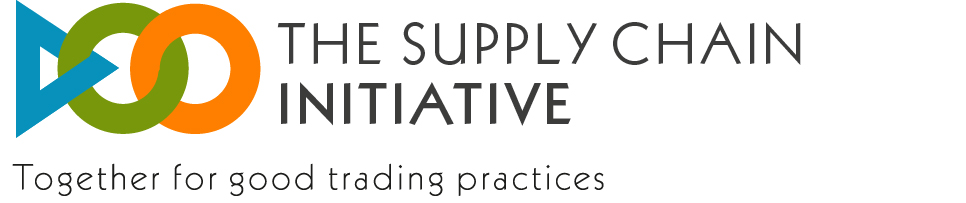 THE SUPPLY CHAIN
INITIATIVE
Together for good trading practices